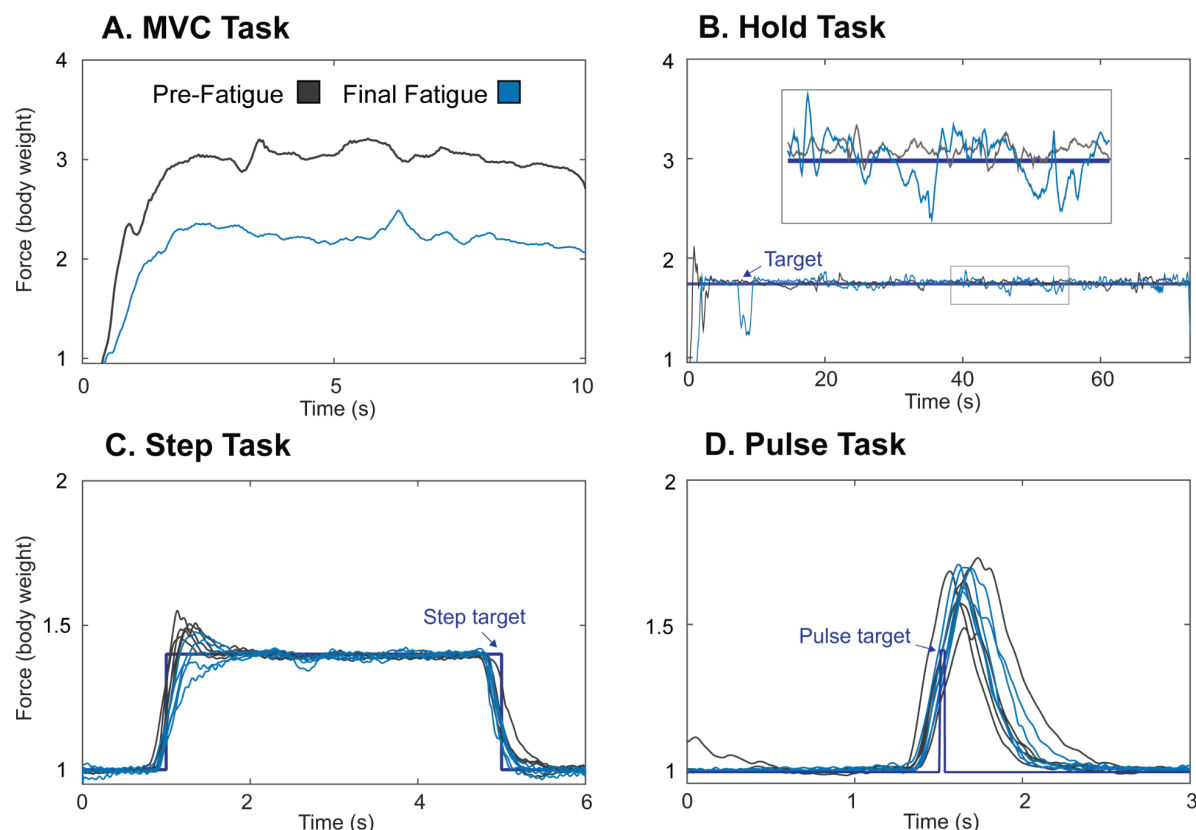 A. MVC Task
B. Hold Task
Pre-Fatigue
Final Fatigue
Force (body weight)
4
3
2
1
0
5
10
Time (s)
4
3
2
1
Target
0
20
40
60
Time (s)
C. Step Task
D. Pulse Task
Force (body weight)
2
1.5
1
Step target
0
2
4
6
Time (s)
2
1.5
1
Pulse target
0
1
2
3
Time (s)